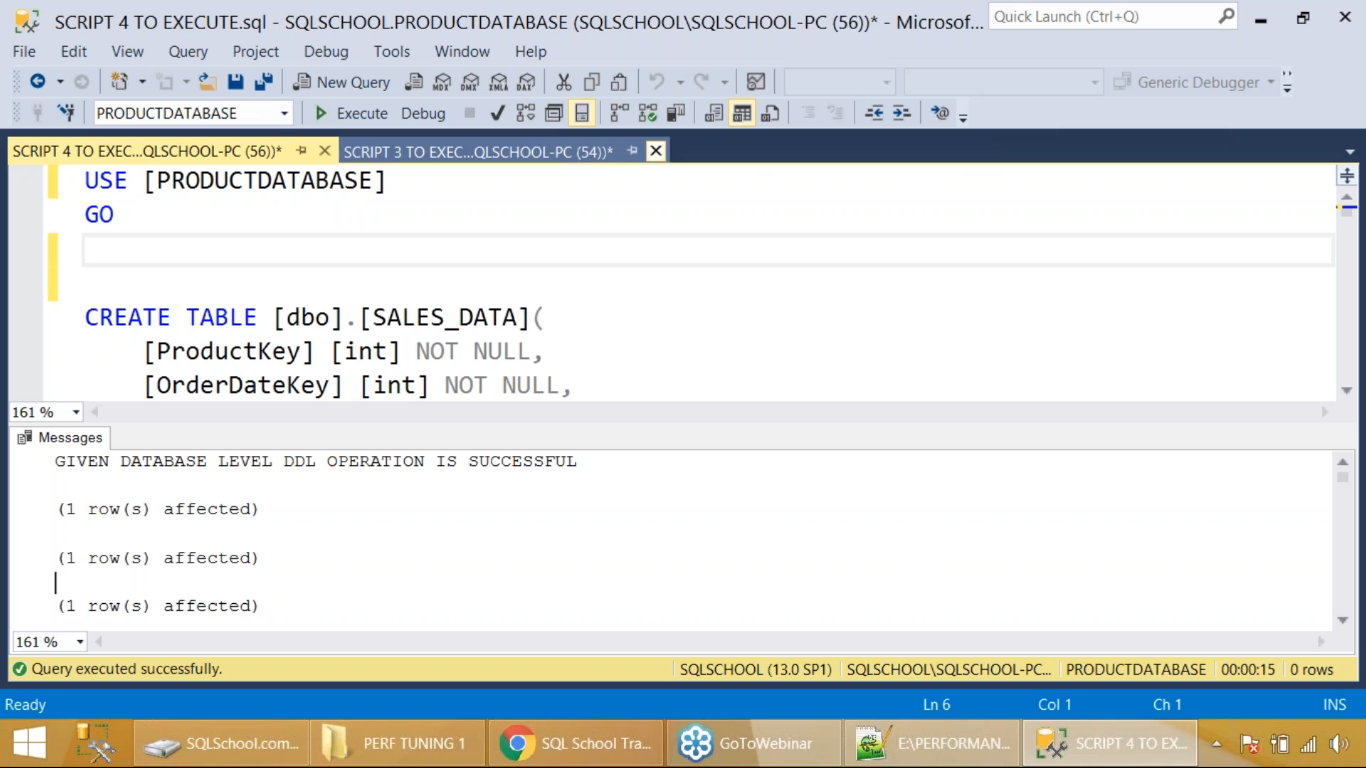 SCRIPT 4 TO EXECUTE.sql - SQLSCHOOL.PRODUCTDATABASE (SQLSCHOOL\SQLSCHOOL-PC (56))* - Microsof...
Quick Launch (Ctrl+Q)
File Edit View Query Project Debug Tools Window Help
New Query MDX DMX XMLA DAX Generic Debugger
PRODUCTDATABASE Execute Debug
SCRIPT 4 TO EXEC...QLSCHOOL-PC (56))* SCRIPT 3 TO EXEC...QLSCHOOL-PC (54))*
USE [PRODUCTDATABASE]
GO
CREATE TABLE [dbo].[SALES_DATA](
[ProductKey] [int] NOT NULL,
[OrderDateKey] [int] NOT NULL,
161 %
Messages
GIVEN DATABASE LEVEL DDL OPERATION IS SUCCESSFUL
(1 row(s) affected)
(1 row(s) affected)
(1 row(s) affected)
161 %
Query executed successfully. SQLSCHOOL (13.0 SP1) SQLSCHOOL\SQLSCHOOL-PC... PRODUCTDATABASE 00:00:15 0 rows
Ready Ln 6 Col 1 Ch 1 INS
SQLSchool.com... PERF TUNING 1 SQL School Tra... GoToWebinar E:\PERFORMAN... SCRIPT 4 TO EX...